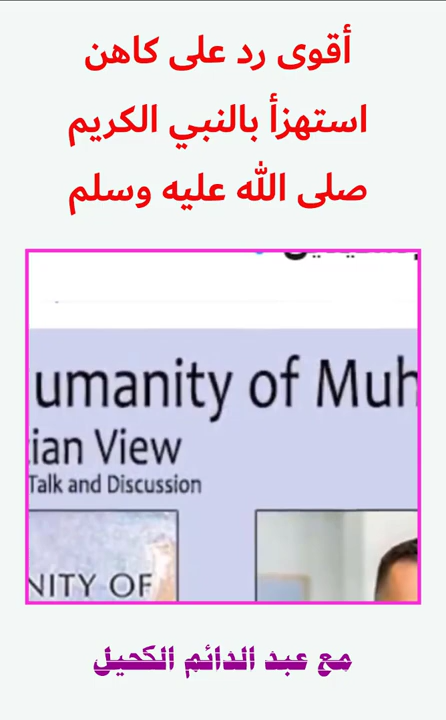 أقوى رد على كاهن
استهزأ بالنبي الكريم
صلى الله عليه وسلم
umanity of Muh
ian View
Talk and Discussion
NITY OF
مع عبد الدائم الكحيل